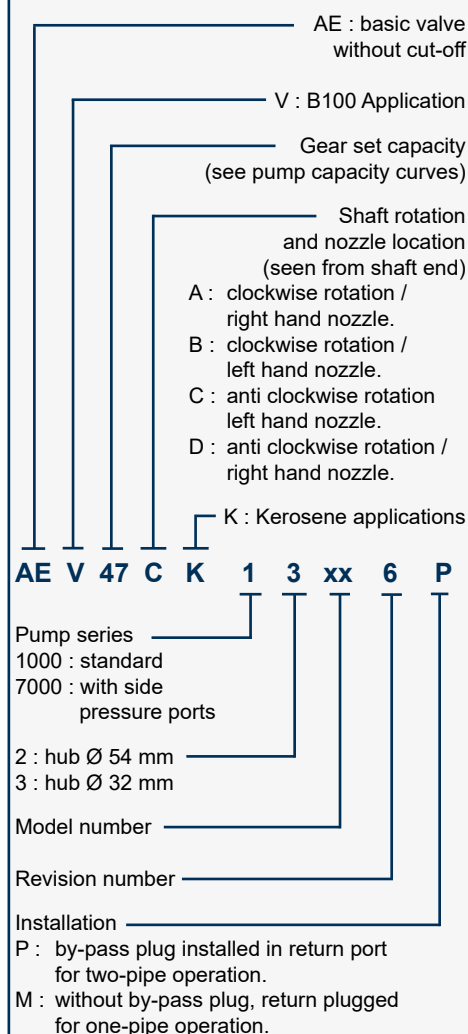 AE : basic valve
without cut-off
V : B100 Application
Gear set capacity
(see pump capacity curves)
Shaft rotation
and nozzle location
(seen from shaft end)
A : clockwise rotation /
right hand nozzle.
B : clockwise rotation /
left hand nozzle.
C : anti clockwise rotation
left hand nozzle.
D : anti clockwise rotation /
right hand nozzle.
K : Kerosene applications
AE V 47 C K 1 3 xx 6 P
Pump series
1000 : standard
7000 : with side
pressure ports
2 : hub Ø 54 mm
3 : hub Ø 32 mm
Model number
Revision number
Installation
P : by-pass plug installed in return port
for two-pipe operation.
M : without by-pass plug, return plugged
for one-pipe operation.